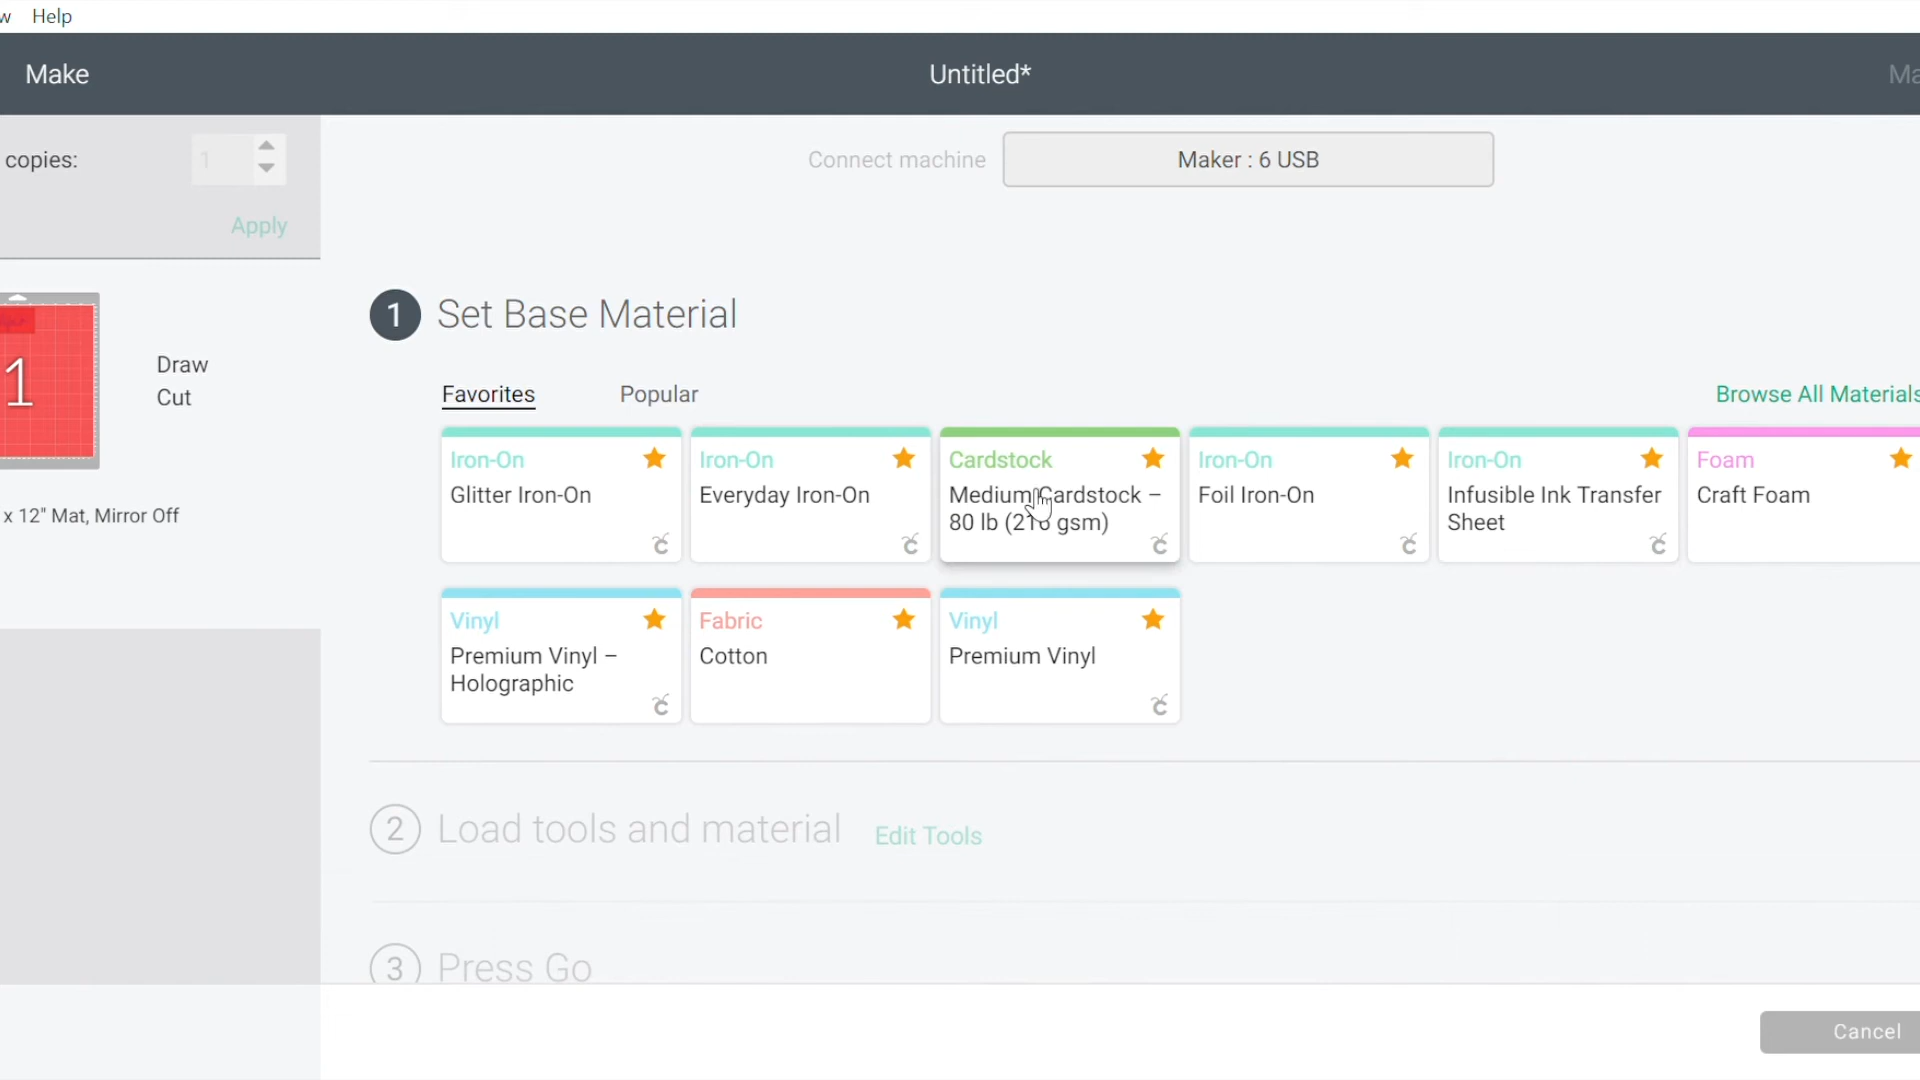 w Help
Make
Untitled*
Ma
copies:
1
Apply
Connect machine
Maker : 6 USB
1
Draw
Cut
x 12" Mat, Mirror Off
1 Set Base Material
Favorites
Popular
Browse All Materials
Iron-On
Glitter Iron-On
Iron-On
Everyday Iron-On
Cardstock
Medium Cardstock –
80 lb (216 gsm)
Iron-On
Foil Iron-On
Iron-On
Infusible Ink Transfer
Sheet
Foam
Craft Foam
Vinyl
Premium Vinyl –
Holographic
Fabric
Cotton
Vinyl
Premium Vinyl
2 Load tools and material
Edit Tools
3 Press Go
Cancel